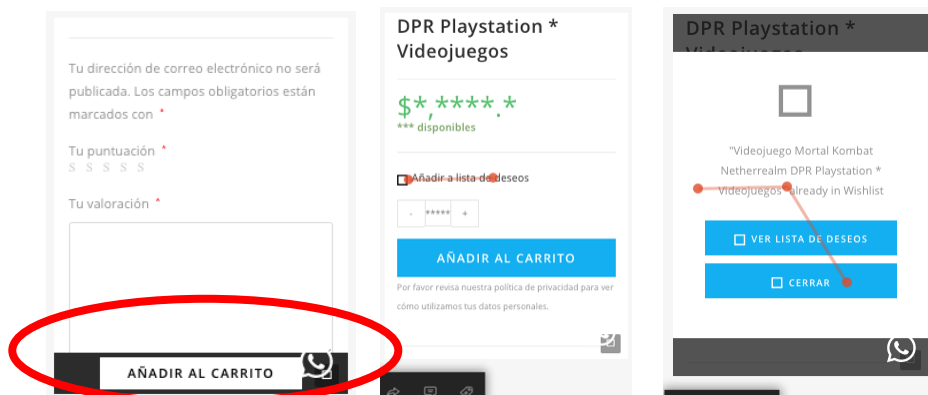 Tu dirección de correo electrónico no será
publicada. Los campos obligatorios están
marcados con *
Tu puntuación *
S S S S S
Tu valoración *
AÑADIR AL CARRITO
DPR Playstation *
Videojuegos
$*,****.*
*** disponibles
Añadir a lista de deseos
- ***** +
AÑADIR AL CARRITO
Por favor revisa nuestra política de privacidad para ver
cómo utilizamos tus datos personales.
DPR Playstation *
Videojuegos
"Videojuego Mortal Kombat
Netherrealm DPR Playstation *
Videojuegos" already in Wishlist
VER LISTA DE DESEOS
CERRAR